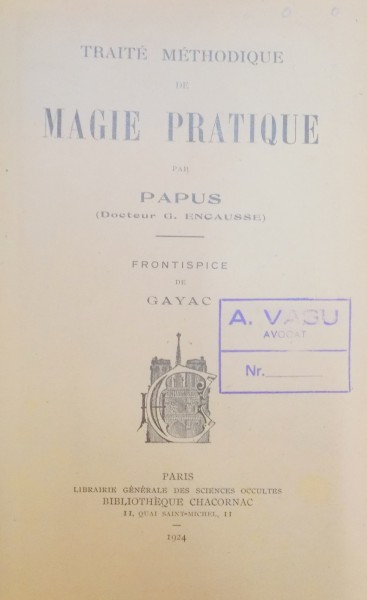 TRAITÉ MÉTHODIQUE
DE
MAGIE PRATIQUE
PAR
PAPUS
(Docteur G. ENCAUSSE)
FRONTISPICE
DE
GAYAC
A. VAGU
AVOCAT
Nr.
PARIS
LIBRAIRIE GÉNÉRALE DES SCIENCES OCCULTES
BIBLIOTHÈQUE CHACORNAC
11, QUAI SAINT-MICHEL, 11
1924